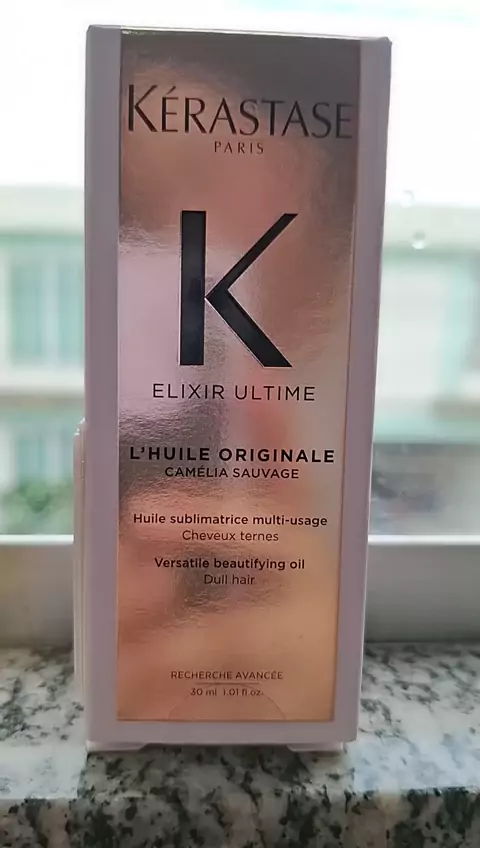 KÉRASTASE
PARIS
K
ELIXIR ULTIME
L'HUILE ORIGINALE
CAMÉLIA SAUVAGE
Huile sublimatrice multi-usage
Cheveux ternes
Versatile beautifying oil
Dull hair
RECHERCHE AVANCÉE
30 ml 1.01 fl oz.